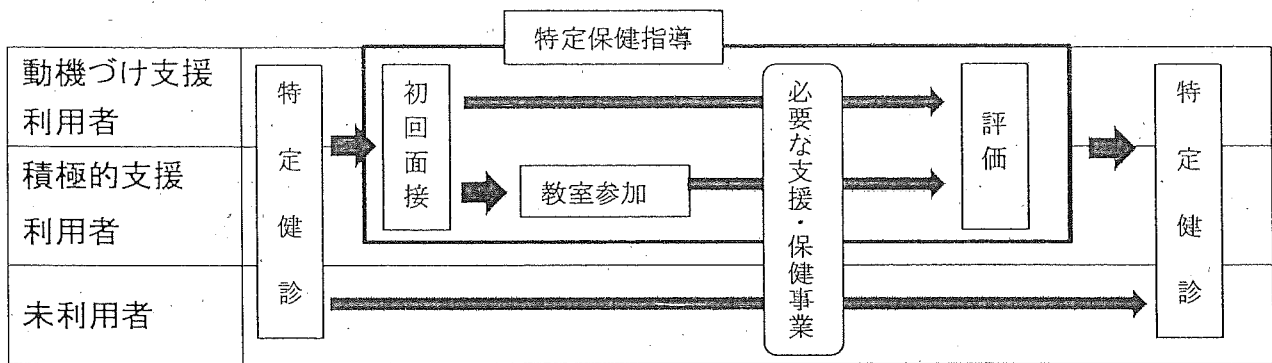 特定保健指導
動機づけ支援
利用者
積極的支援
利用者
未利用者
特定健診
初回面接
教室参加
必要な支援・保健事業
評価
特定健診